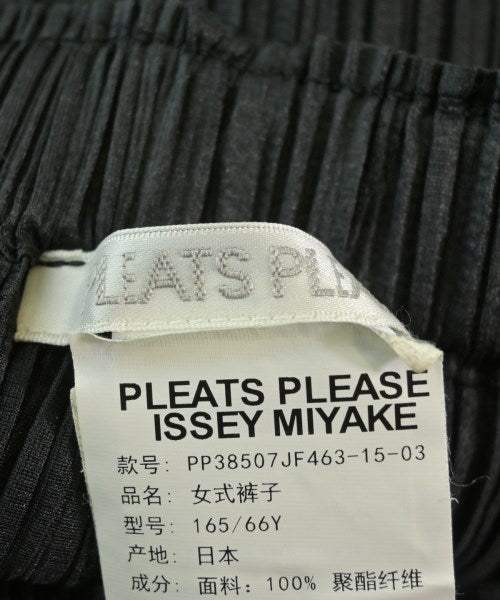 PLEATS PLEA
PLEATS PLEASE
ISSEY MIYAKE
款号: PP38507JF463-15-03
品名: 女式裤子
型号: 165/66Y
产地: 日本
成分: 面料: 100% 聚酯纤维